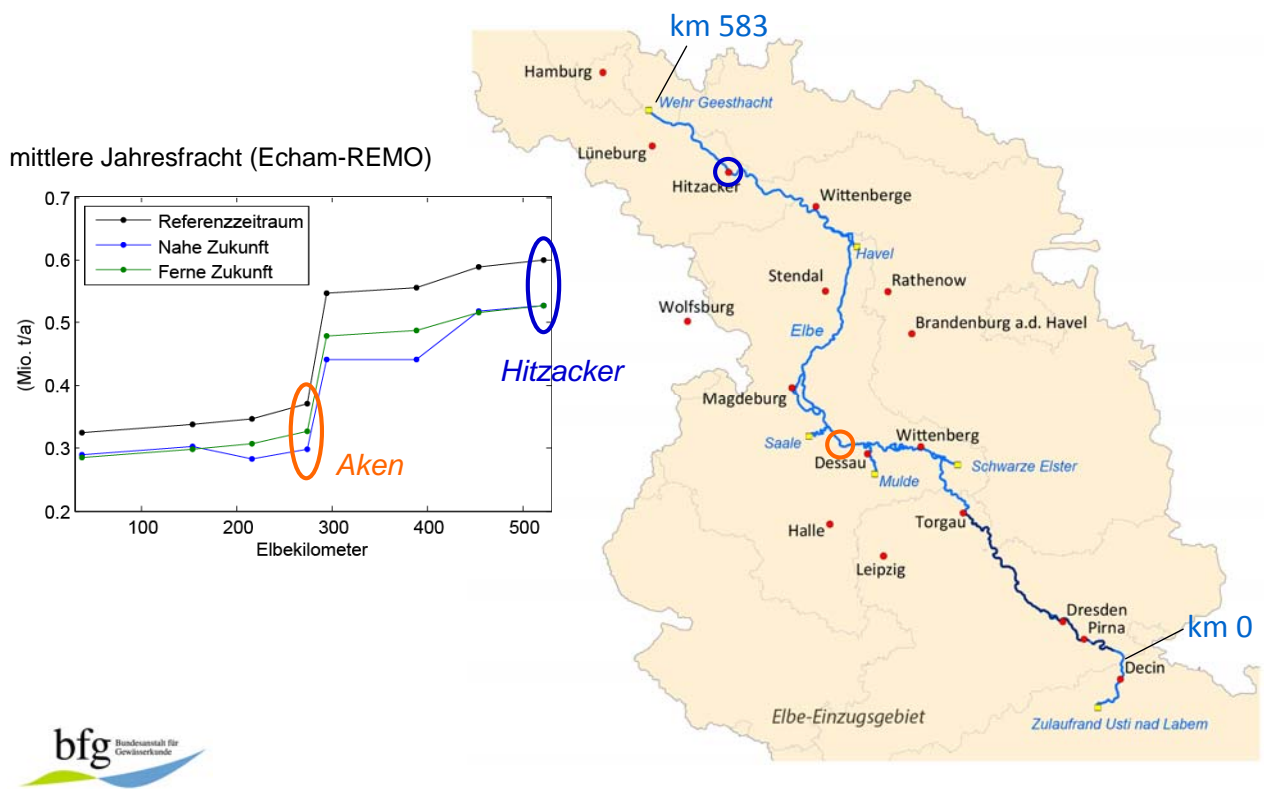 mittlere Jahresfracht (Echam-REMO)
0.7
0.6
0.5
0.4
0.3
0.2
(Mio. t/a)
Referenzzeitraum
Nahe Zukunft
Ferne Zukunft
Hitzacker
Aken
100
200
300
400
500
Elbekilometer
km 583
Hamburg
Wehr Geesthacht
Lüneburg
Hitzacker
Wittenberge
Havel
Stendal
Rathenow
Wolfsburg
Brandenburg a.d. Havel
Elbe
Magdeburg
Saale
Wittenberg
Dessau
Schwarze Elster
Mulde
Torgau
Halle
Leipzig
Dresden
Pirna
km 0
Decin
Elbe-Einzugsgebiet
Zulaufrand Usti nad Labem
bfg
Bundesanstalt für
Gewässerkunde